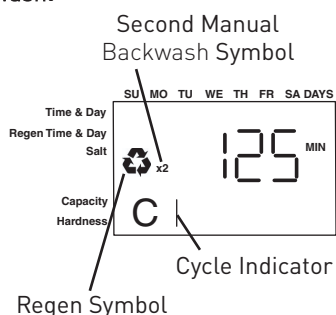 Second Manual
Backwash Symbol
SU MO TU WE TH FR SA DAYS
Time & Day
Regen Time & Day
Salt
x2
125 MIN
Capacity
Hardness
C
Cycle Indicator
Regen Symbol